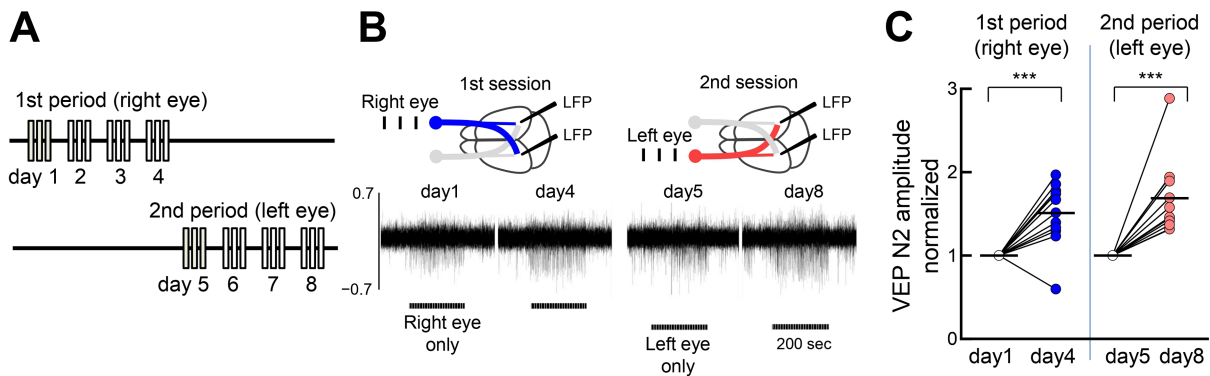 A
1st period (right eye)
day 1 2 3 4
2nd period (left eye)
day 5 6 7 8
B
1st session
Right eye
LFP
LFP
2nd session
Left eye
LFP
LFP
day1 day4 day5 day8
0.7
−0.7
Right eye
only
Left eye
only
200 sec
C
1st period
(right eye)
2nd period
(left eye)
*** ***
VEP N2 amplitude
normalized
3
2
1
0
day1 day4 day5 day8